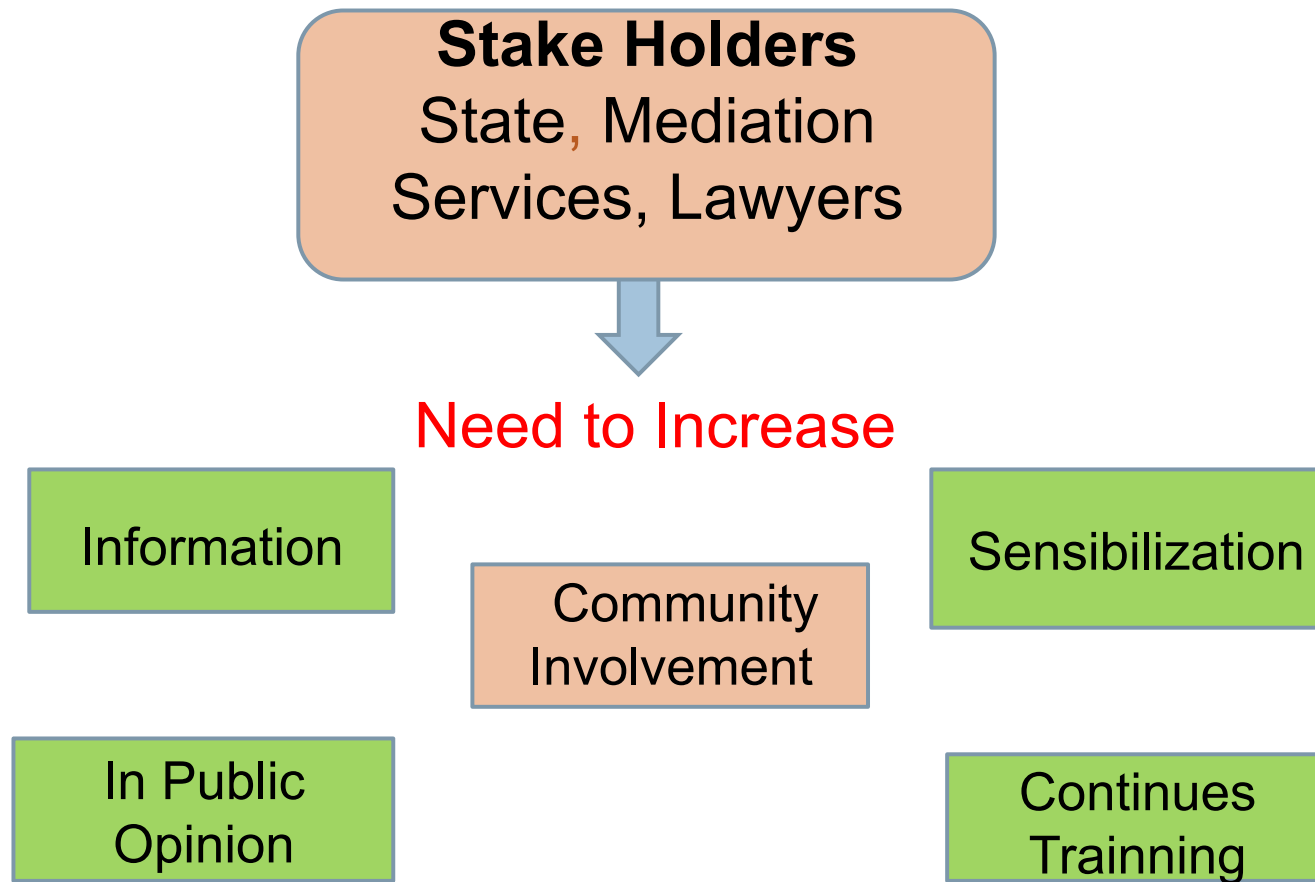 Stake Holders
State, Mediation
Services, Lawyers
Need to Increase
Information
Sensibilization
Community
Involvement
In Public
Opinion
Continues
Trainning